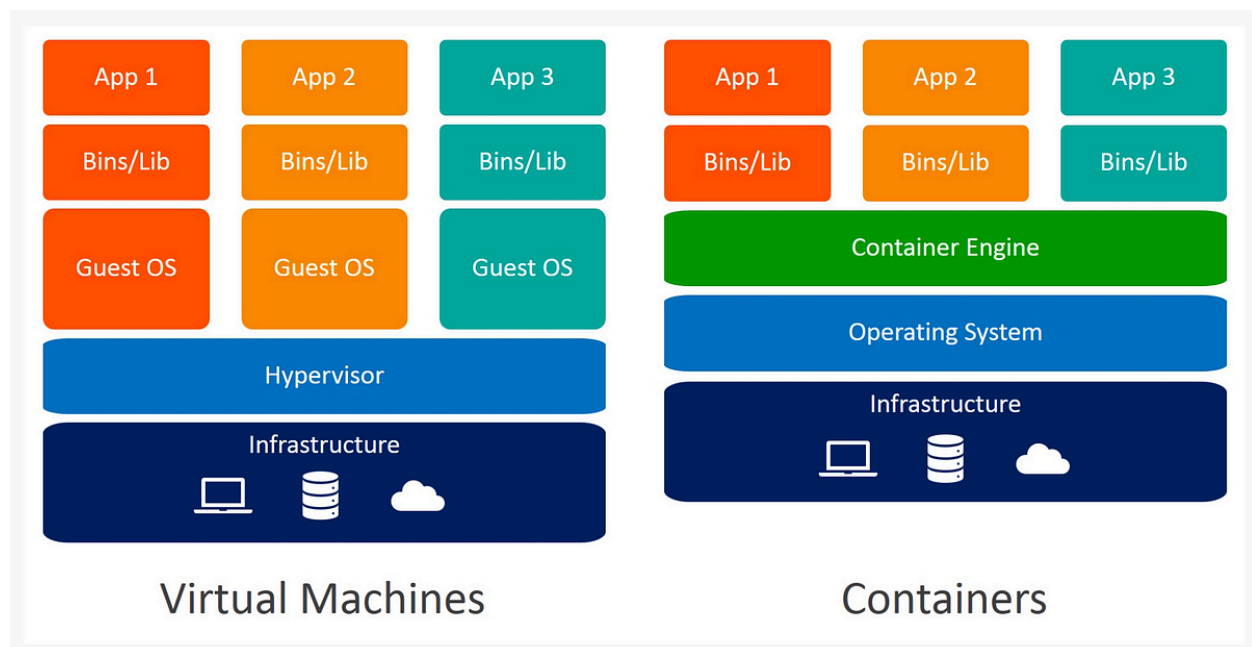 App 1
App 2
App 3
Bins/Lib
Bins/Lib
Bins/Lib
Guest OS
Guest OS
Guest OS
Hypervisor
Infrastructure
Virtual Machines
App 1
App 2
App 3
Bins/Lib
Bins/Lib
Bins/Lib
Container Engine
Operating System
Infrastructure
Containers